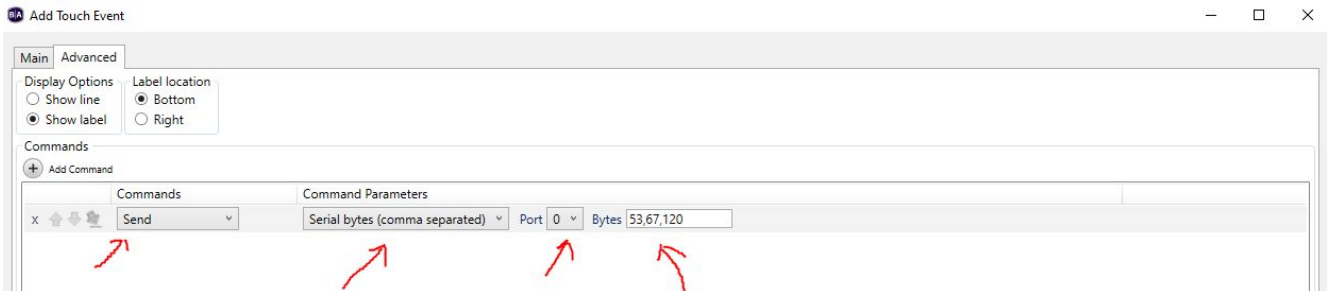 BA Add Touch Event
Main Advanced
Display Options Label location
Show line Bottom
Show label Right
Commands
+ Add Command
Commands Command Parameters
x Send Serial bytes (comma separated) Port 0 Bytes 53,67,120